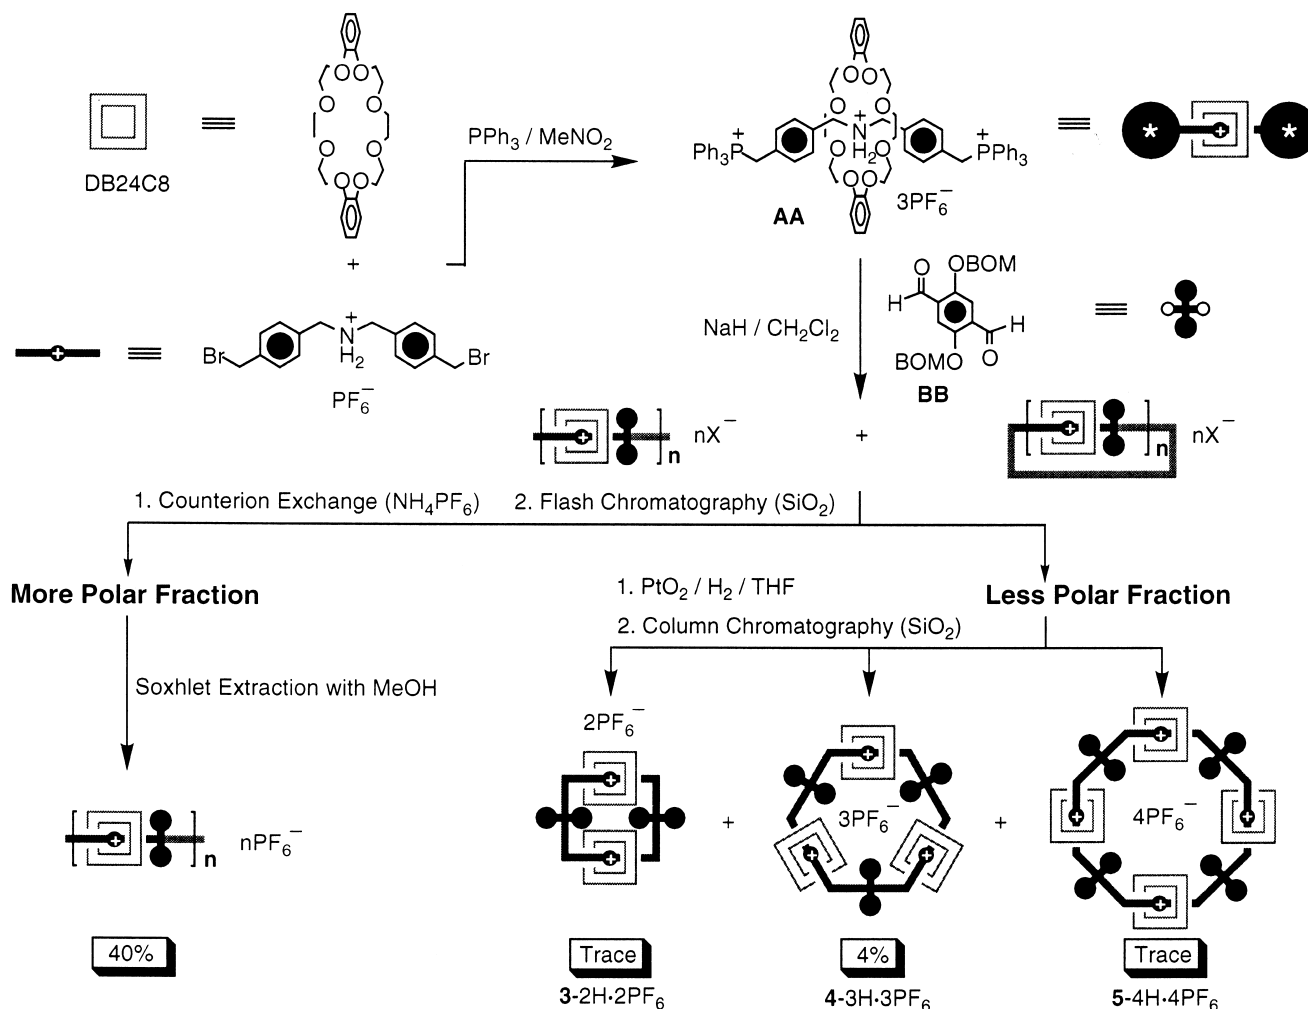 DB24C8
O O
O O
O O
O O
+
PPh3 / MeNO2
Ph3P+
N+
H2
+PPh3
AA
3PF6−
*
+
*
Br
N+
H2
Br
PF6−
NaH / CH2Cl2
O
OBOM
H
H
BOMO
O
BB
[+]n nX−
+
[+]n nX−
1. Counterion Exchange (NH4PF6) 2. Flash Chromatography (SiO2)
More Polar Fraction
Less Polar Fraction
1. PtO2 / H2 / THF
2. Column Chromatography (SiO2)
Soxhlet Extraction with MeOH
[+]n nPF6−
2PF6−
+
3PF6−
+
4PF6−
40%
Trace
4%
Trace
3-2H·2PF6
4-3H·3PF6
5-4H·4PF6